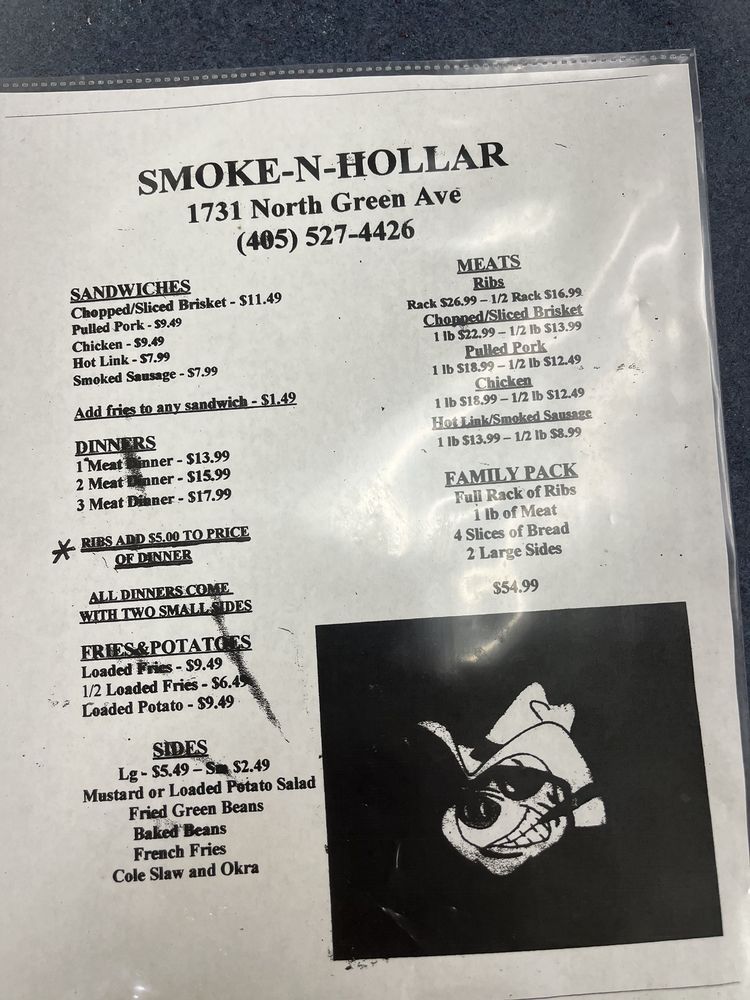 SMOKE-N-HOLLAR
1731 North Green Ave
(405) 527-4426
SANDWICHES
Chopped/Sliced Brisket - $11.49
Pulled Pork - $9.49
Chicken - $9.49
Hot Link - $7.99
Smoked Sausage - $7.99
Add fries to any sandwich - $1.49
DINNERS
1 Meat Dinner - $13.99
2 Meat Dinner - $15.99
3 Meat Dinner - $17.99
* RIBS ADD $5.00 TO PRICE
OF DINNER
ALL DINNERS COME
WITH TWO SMALL SIDES
FRIES&POTATOES
Loaded Fries - $9.49
1/2 Loaded Fries - $6.49
Loaded Potato - $9.49
SIDES
Lg - $5.49 – Sm $2.49
Mustard or Loaded Potato Salad
Fried Green Beans
Baked Beans
French Fries
Cole Slaw and Okra
MEATS
Ribs
Rack $26.99 – 1/2 Rack $16.99
Chopped/Sliced Brisket
1 lb $22.99 – 1/2 lb $13.99
Pulled Pork
1 lb $18.99 – 1/2 lb $12.49
Chicken
1 lb $18.99 – 1/2 lb $12.49
Hot Link/Smoked Sausage
1 lb $13.99 – 1/2 lb $8.99
FAMILY PACK
Full Rack of Ribs
1 lb of Meat
4 Slices of Bread
2 Large Sides
$54.99